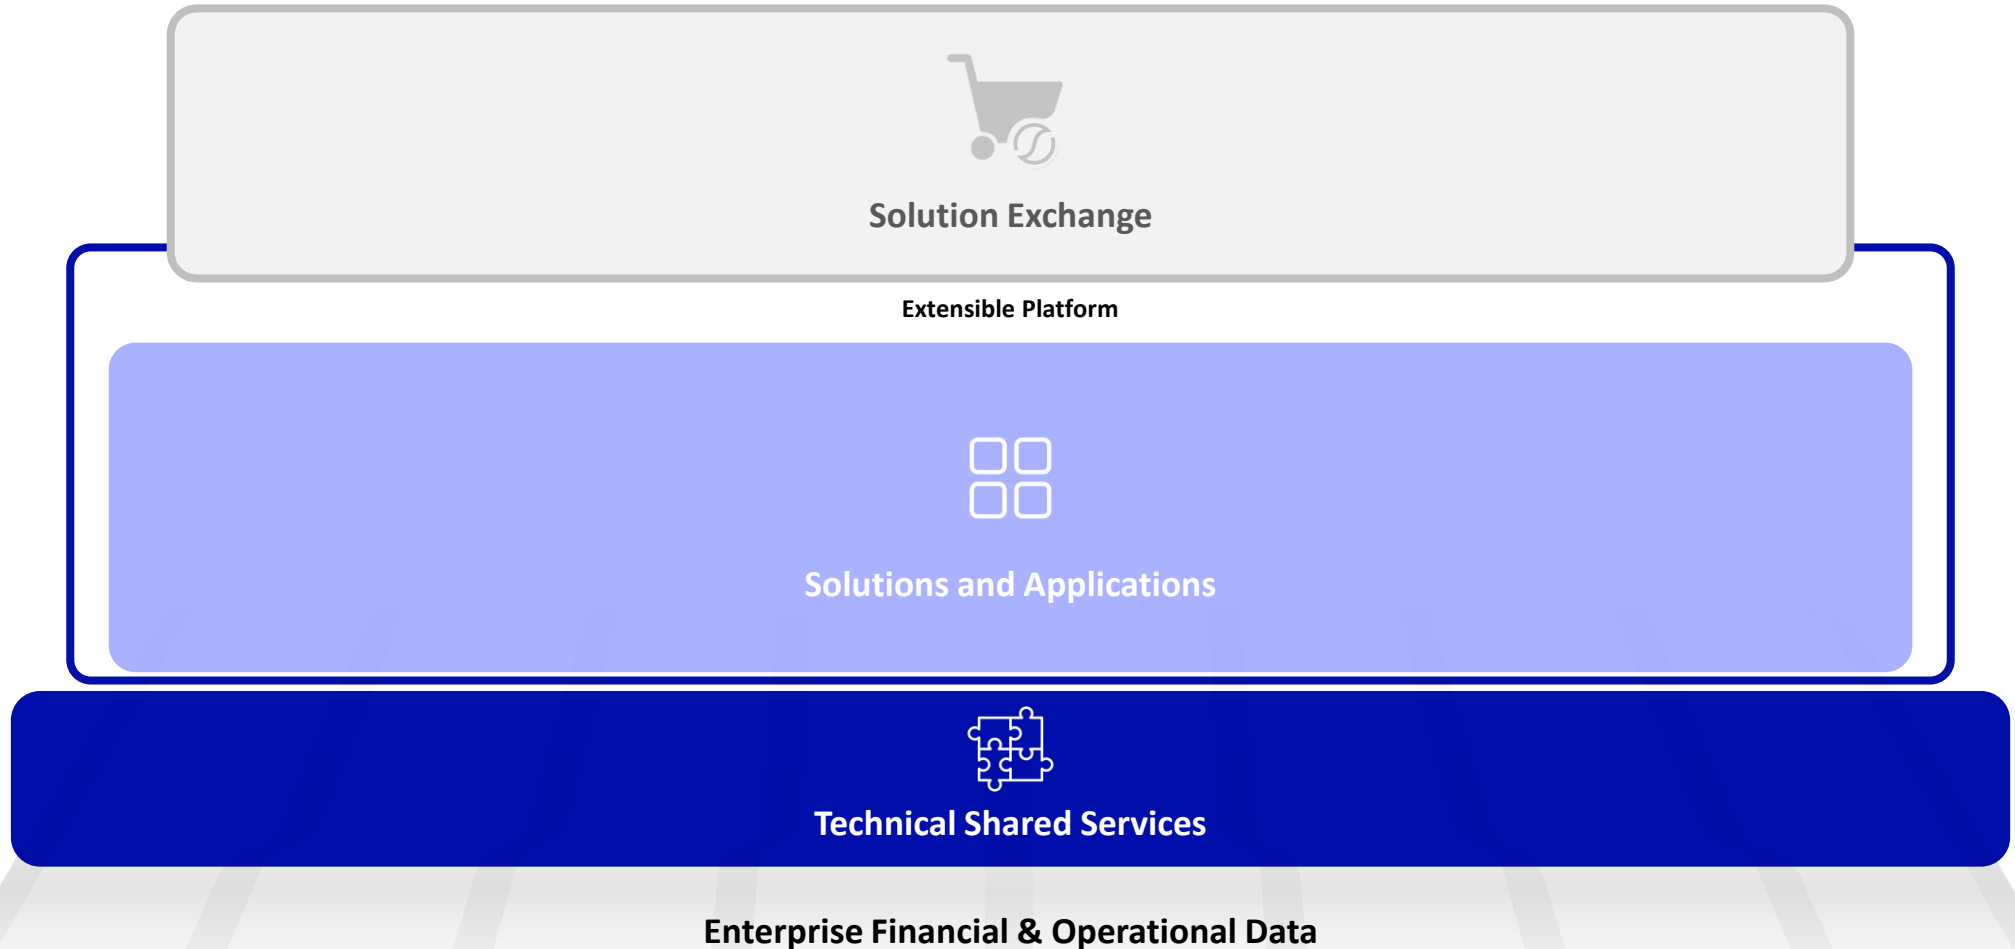 Solution Exchange
Extensible Platform
Solutions and Applications
Technical Shared Services
Enterprise Financial & Operational Data